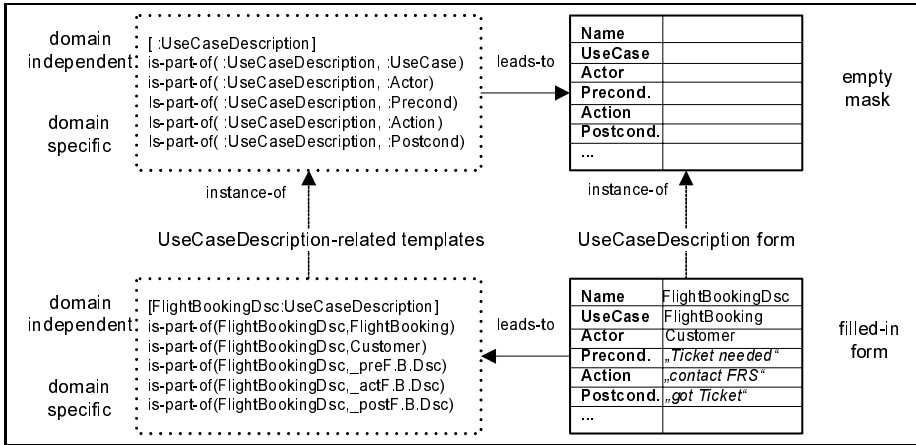 domain
independent
domain
specific
[ :UseCaseDescription]
is-part-of( :UseCaseDescription, :UseCase)
is-part-of( :UseCaseDescription, :Actor)
Is-part-of( :UseCaseDescription, :Precond)
Is-part-of( :UseCaseDescription, :Action)
Is-part-of( :UseCaseDescription, :Postcond)
leads-to
Name
UseCase
Actor
Precond.
Action
Postcond.
...
empty
mask
instance-of
instance-of
UseCaseDescription-related templates
UseCaseDescription form
domain
independent
domain
specific
[FlightBookingDsc:UseCaseDescription]
is-part-of(FlightBookingDsc,FlightBooking)
is-part-of(FlightBookingDsc,Customer)
is-part-of(FlightBookingDsc,_preF.B.Dsc)
is-part-of(FlightBookingDsc,_actF.B.Dsc)
is-part-of(FlightBookingDsc,_postF.B.Dsc)
leads-to
Name FlightBookingDsc
UseCase FlightBooking
Actor Customer
Precond. „Ticket needed“
Action „contact FRS“
Postcond. „got Ticket“
...
filled-in
form